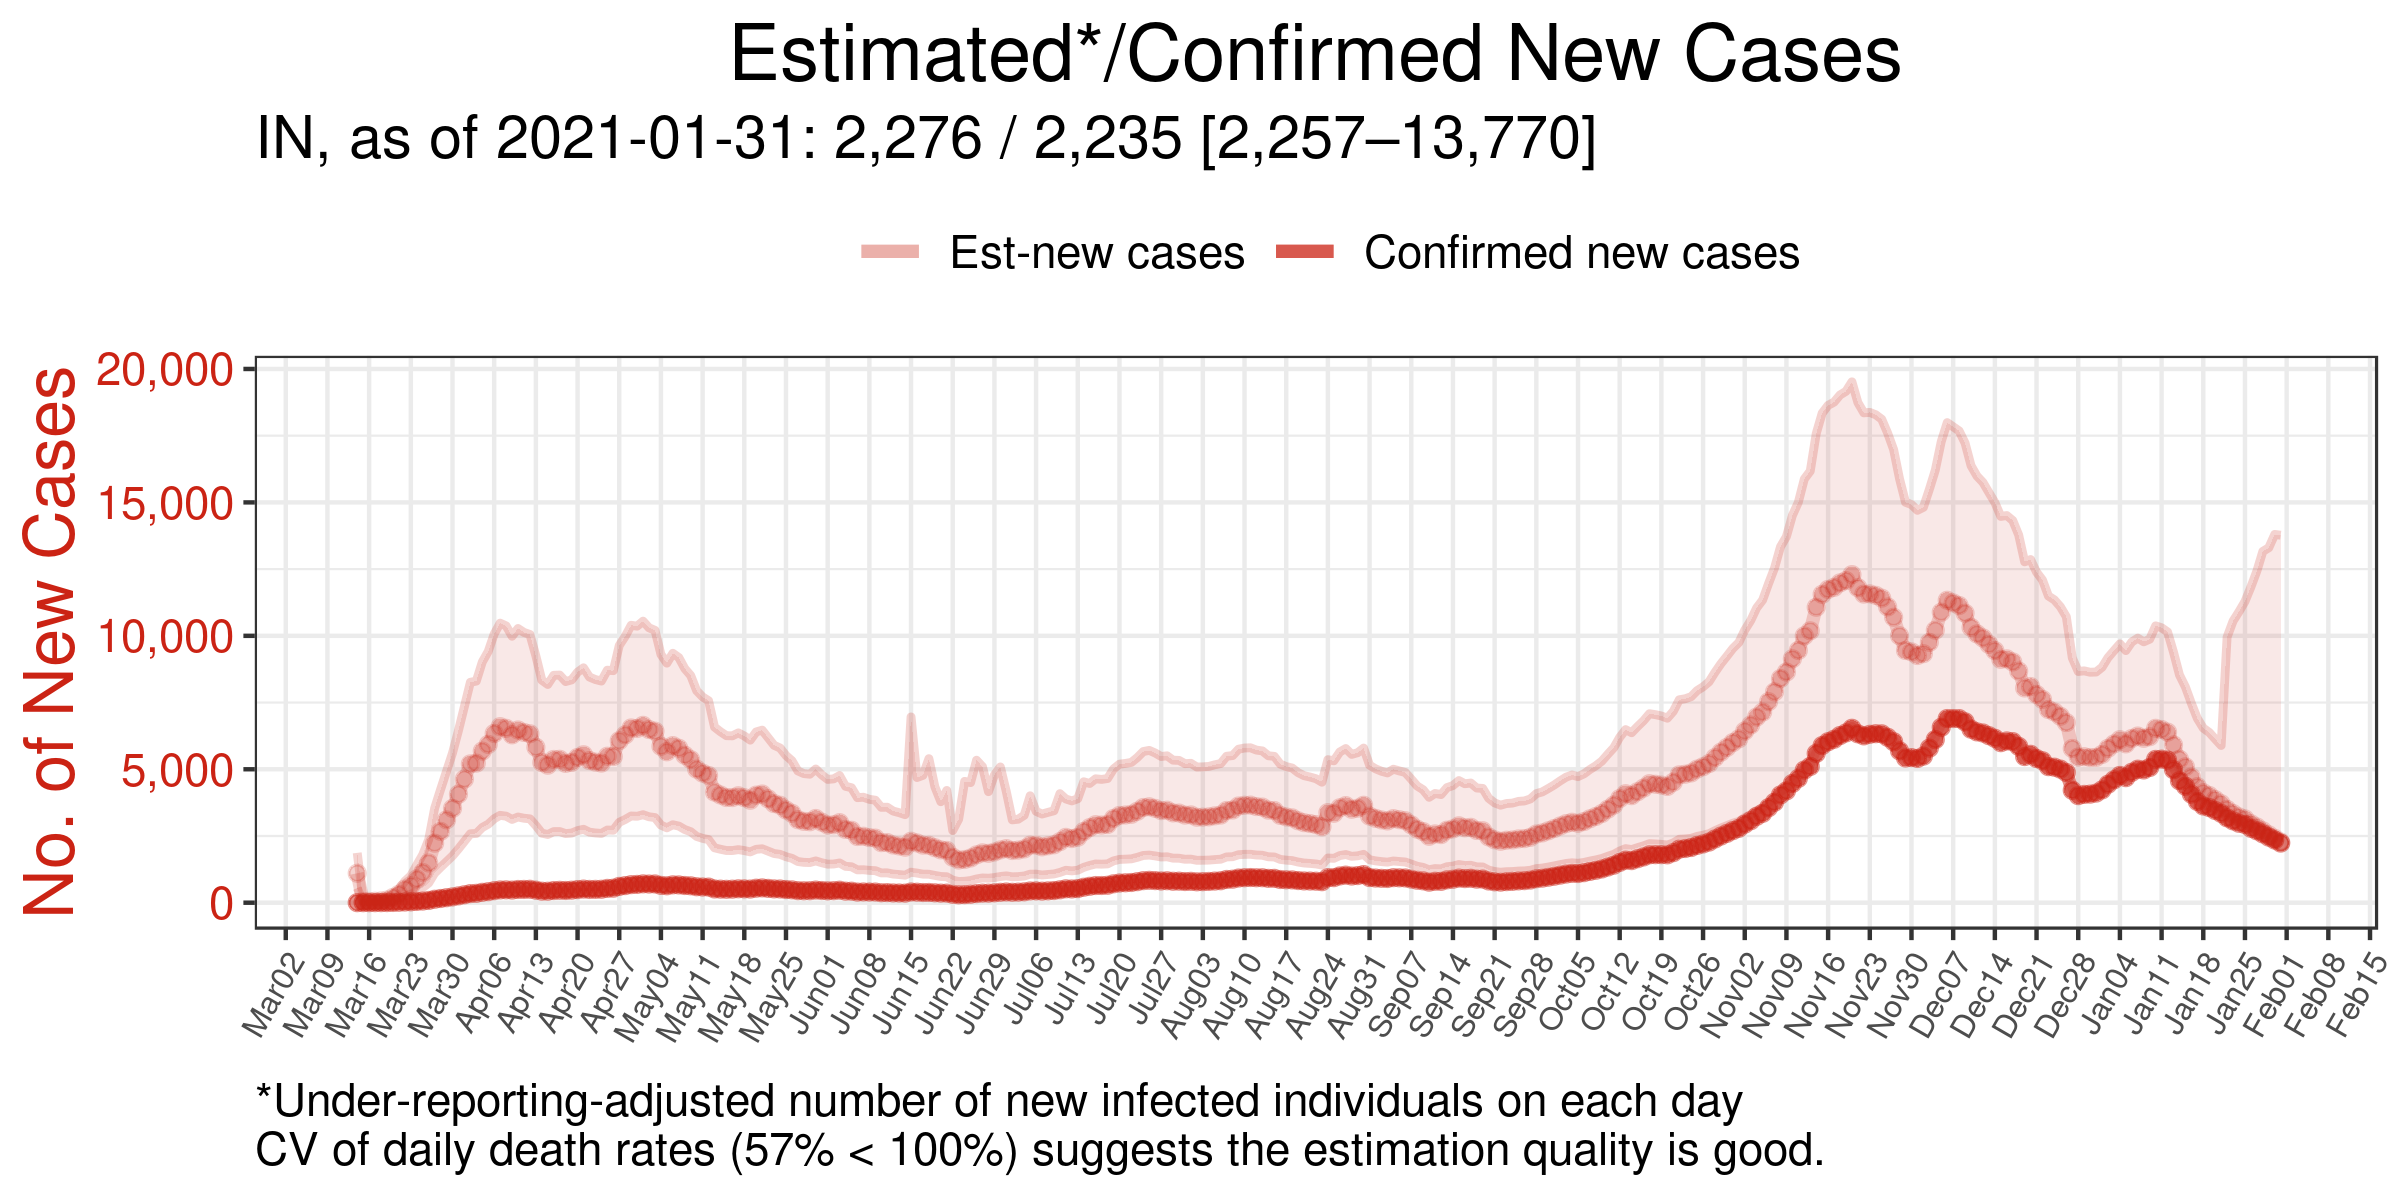 Estimated*/Confirmed New Cases
IN, as of 2021-01-31: 2,276 / 2,235 [2,257–13,770]
Est-new cases
Confirmed new cases
No. of New Cases
20,000
15,000
10,000
5,000
0
Mar02
Mar09
Mar16
Mar23
Mar30
Apr06
Apr13
Apr20
Apr27
May04
May11
May18
May25
Jun01
Jun08
Jun15
Jun22
Jun29
Jul06
Jul13
Jul20
Jul27
Aug03
Aug10
Aug17
Aug24
Aug31
Sep07
Sep14
Sep21
Sep28
Oct05
Oct12
Oct19
Oct26
Nov02
Nov09
Nov16
Nov23
Nov30
Dec07
Dec14
Dec21
Dec28
Jan04
Jan11
Jan18
Jan25
Feb01
Feb08
Feb15
*Under-reporting-adjusted number of new infected individuals on each day
CV of daily death rates (57% < 100%) suggests the estimation quality is good.